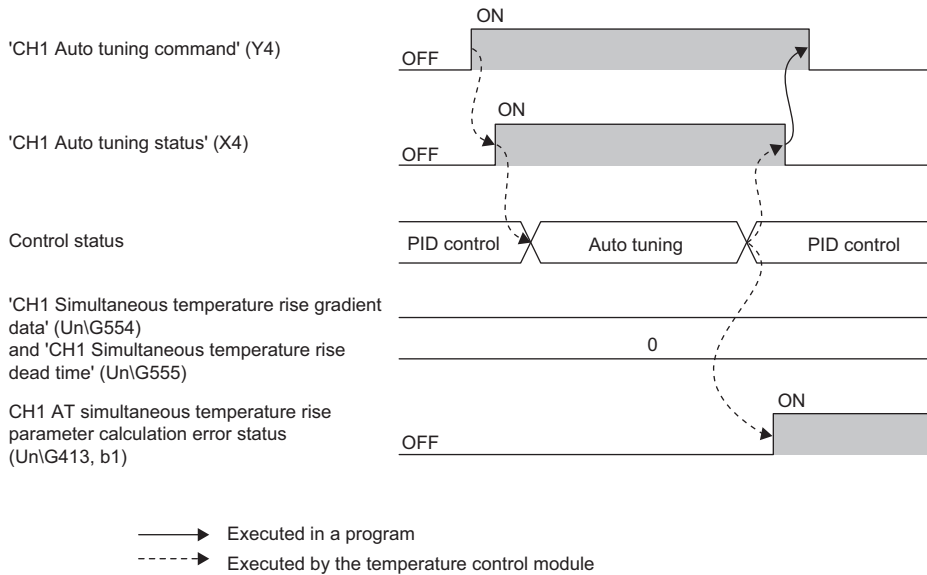 ON
'CH1 Auto tuning command' (Y4)
OFF
ON
'CH1 Auto tuning status' (X4)
OFF
Control status
PID control
Auto tuning
PID control
'CH1 Simultaneous temperature rise gradient
data' (Un\G554)
and 'CH1 Simultaneous temperature rise
dead time' (Un\G555)
0
CH1 AT simultaneous temperature rise
parameter calculation error status
(Un\G413, b1)
ON
OFF
Executed in a program
Executed by the temperature control module